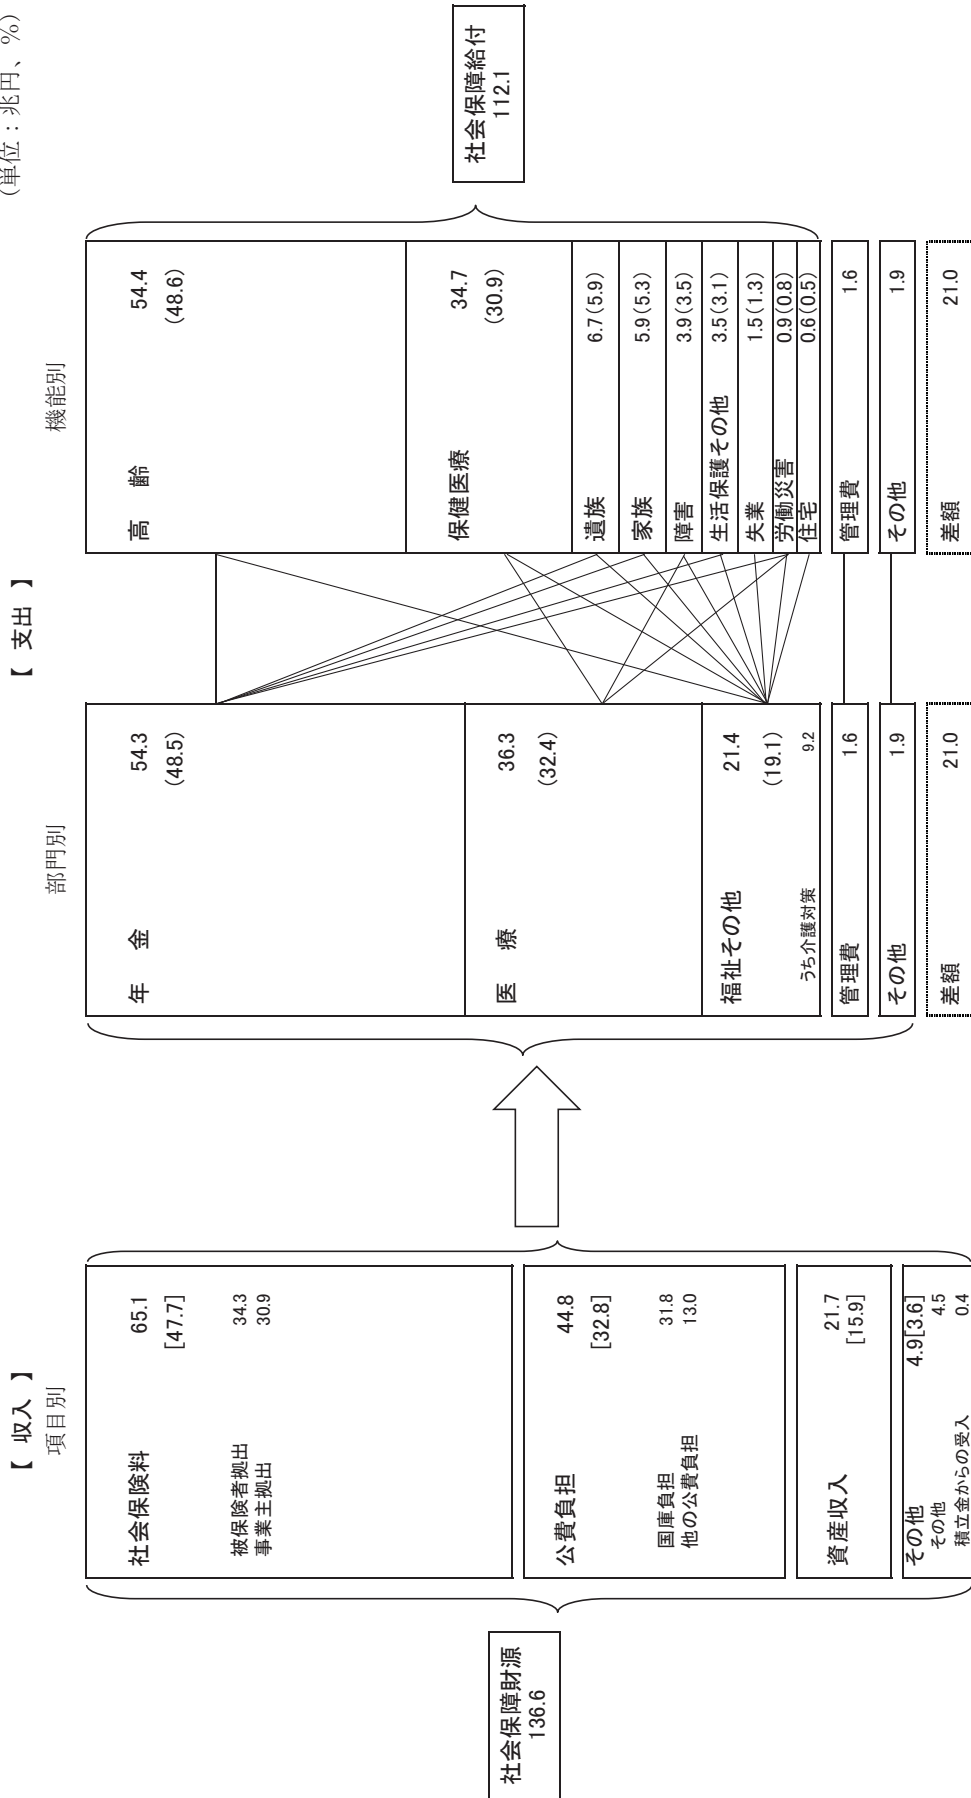 （単位：兆円、％）
【 収入 】
項目別
【 支出 】
部門別
機能別
社会保障財源
136.6
社会保険料
65.1
[47.7]
被保険者拠出 34.3
事業主拠出 30.9
公費負担
44.8
[32.8]
国庫負担 31.8
他の公費負担 13.0
資産収入
21.7
[15.9]
その他
4.9[3.6]
その他 4.5
積立金からの受入 0.4
年 金 54.3
(48.5)
医 療 36.3
(32.4)
福祉その他 21.4
(19.1)
うち介護対策 9.2
管理費 1.6
その他 1.9
差額 21.0
高 齢 54.4
(48.6)
保健医療 34.7
(30.9)
遺族 6.7(5.9)
家族 5.9(5.3)
障害 3.9(3.5)
生活保護その他 3.5(3.1)
失業 1.5(1.3)
労働災害 0.9(0.8)
住宅 0.6(0.5)
管理費 1.6
その他 1.9
差額 21.0
社会保障給付
112.1